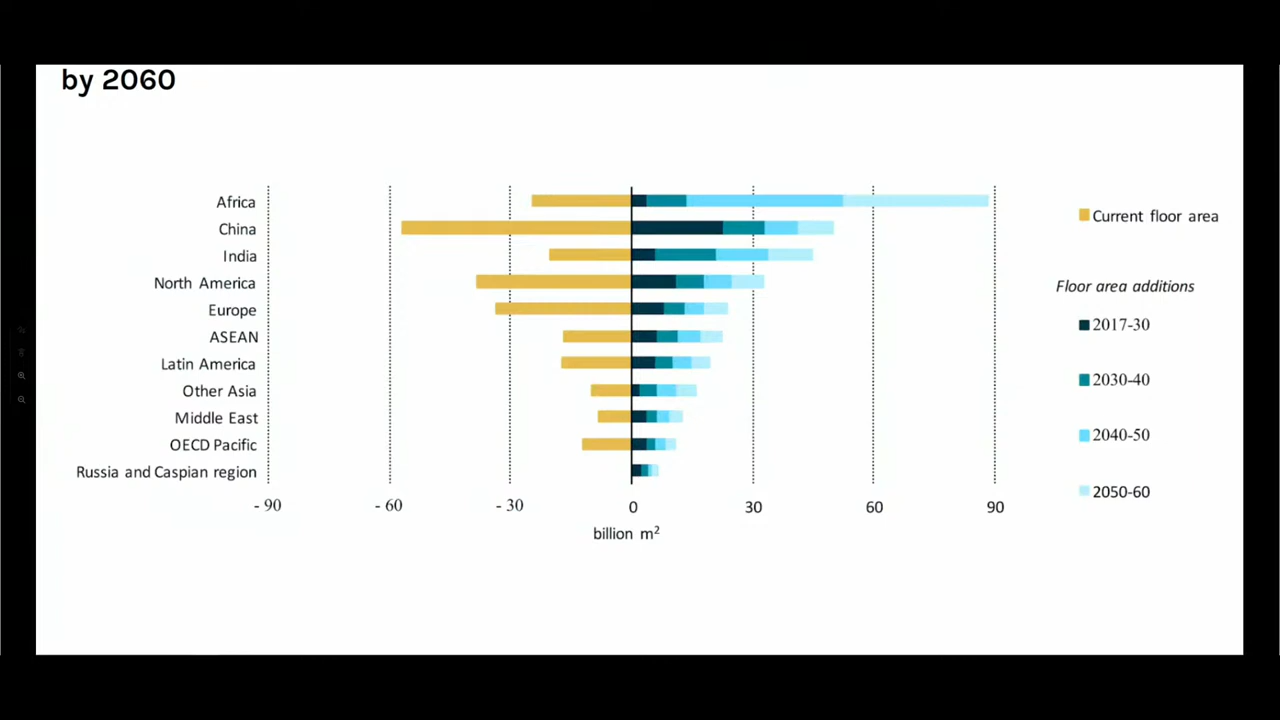 by 2060
Africa
China
India
North America
Europe
ASEAN
Latin America
Other Asia
Middle East
OECD Pacific
Russia and Caspian region
- 90
- 60
- 30
0
30
60
90
billion m²
Current floor area
Floor area additions
2017-30
2030-40
2040-50
2050-60